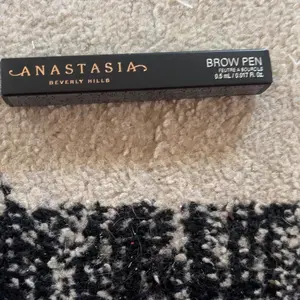 ANASTASIA
BEVERLY HILLS
BROW PEN
FEUTRE À SOURCILS
0.5 mL / 0.017 Fl. Oz.